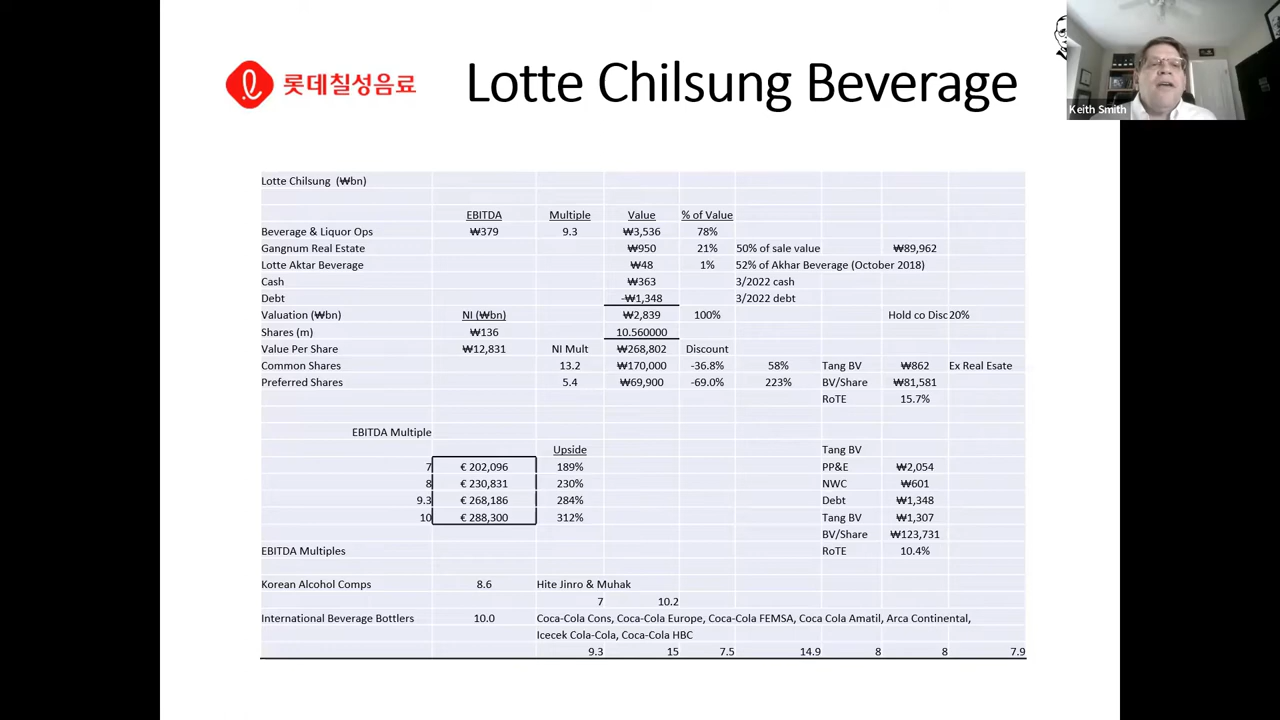 롯데칠성음료
Lotte Chilsung Beverage
Keith Smith
Lotte Chilsung (₩bn)
EBITDA Multiple Value % of Value
Beverage & Liquor Ops ₩379 9.3 ₩3,536 78%
Gangnum Real Estate ₩950 21% 50% of sale value ₩89,962
Lotte Aktar Beverage ₩48 1% 52% of Akhar Beverage (October 2018)
Cash ₩363 3/2022 cash
Debt -₩1,348 3/2022 debt
Valuation (₩bn) NI (₩bn) ₩2,839 100% Hold co Disc 20%
Shares (m) ₩136 10.560000
Value Per Share ₩12,831 NI Mult ₩268,802 Discount
Common Shares 13.2 ₩170,000 -36.8% 58% Tang BV ₩862 Ex Real Esate
Preferred Shares 5.4 ₩69,900 -69.0% 223% BV/Share ₩81,581
RoTE 15.7%
EBITDA Multiple
Upside Tang BV
7 € 202,096 189% PP&E ₩2,054
8 € 230,831 230% NWC ₩601
9.3 € 268,186 284% Debt ₩1,348
10 € 288,300 312% Tang BV ₩1,307
BV/Share ₩123,731
EBITDA Multiples RoTE 10.4%
Korean Alcohol Comps 8.6 Hite Jinro & Muhak
7 10.2
International Beverage Bottlers 10.0 Coca-Cola Cons, Coca-Cola Europe, Coca-Cola FEMSA, Coca Cola Amatil, Arca Continental,
Icecek Cola-Cola, Coca-Cola HBC
9.3 15 7.5 14.9 8 8 7.9